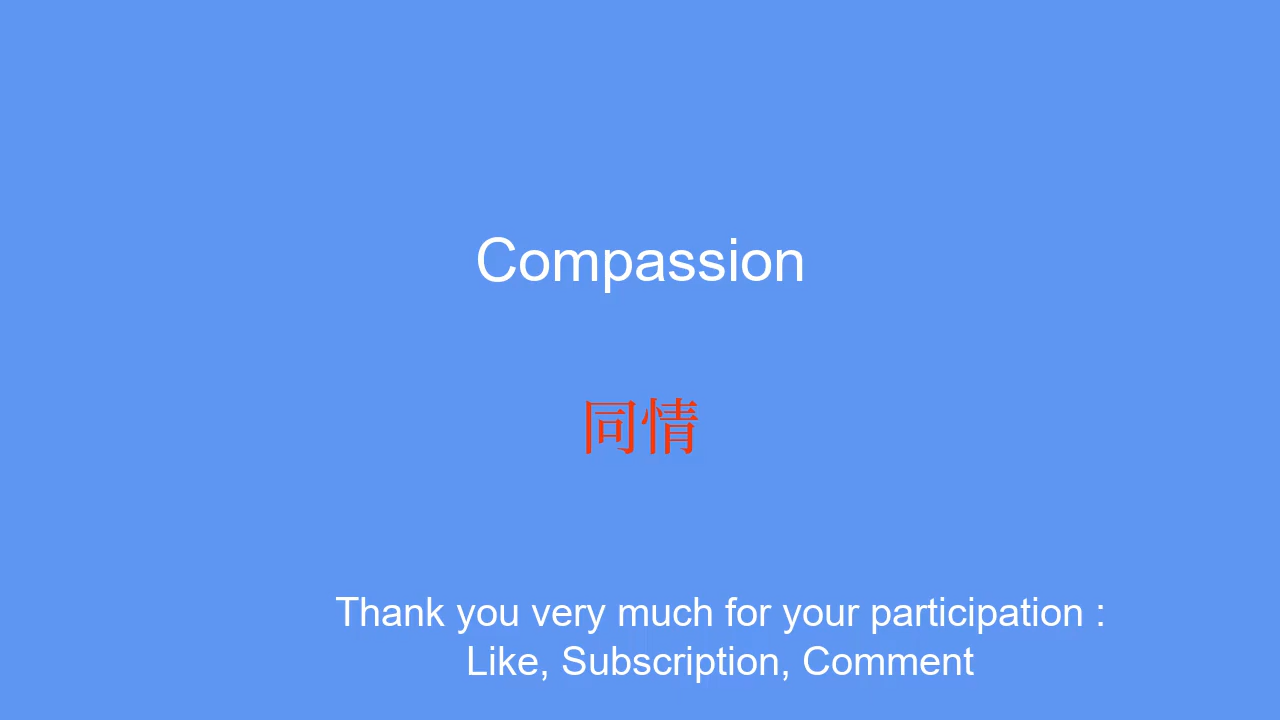 Compassion
同情
Thank you very much for your participation :
Like, Subscription, Comment